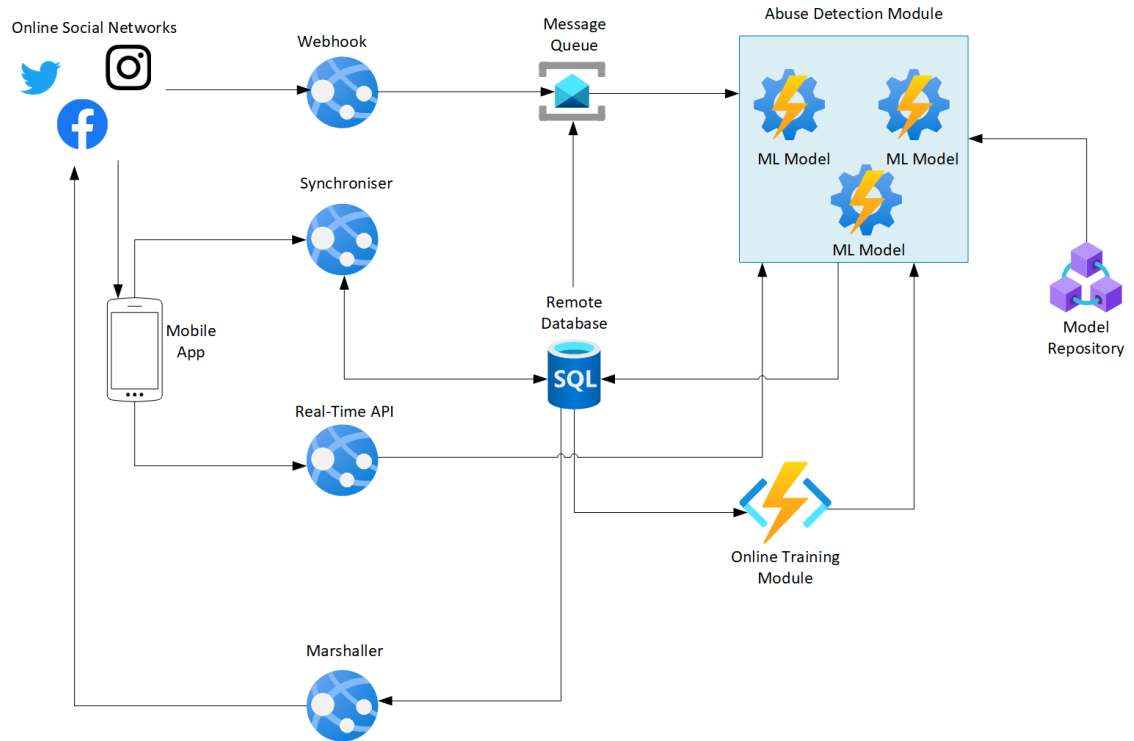 Online Social Networks
Webhook
Message
Queue
Abuse Detection Module
ML Model
ML Model
ML Model
Synchroniser
Mobile
App
Remote
Database
SQL
Model
Repository
Real-Time API
Online Training
Module
Marshaller